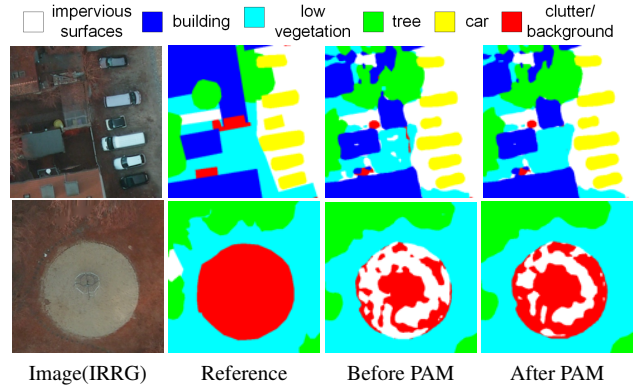 impervious surfaces
building
low vegetation
tree
car
clutter/ background
Image(IRRG)
Reference
Before PAM
After PAM